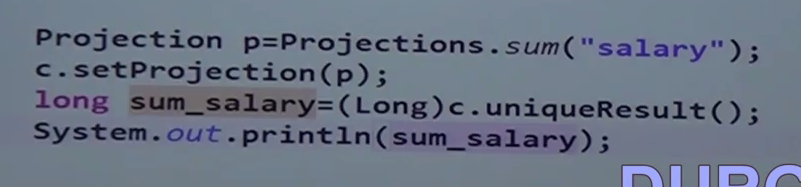 Projection p=Projections.sum("salary");
c.setProjection(p);
long sum_salary=(Long)c.uniqueResult();
System.out.println(sum_salary);